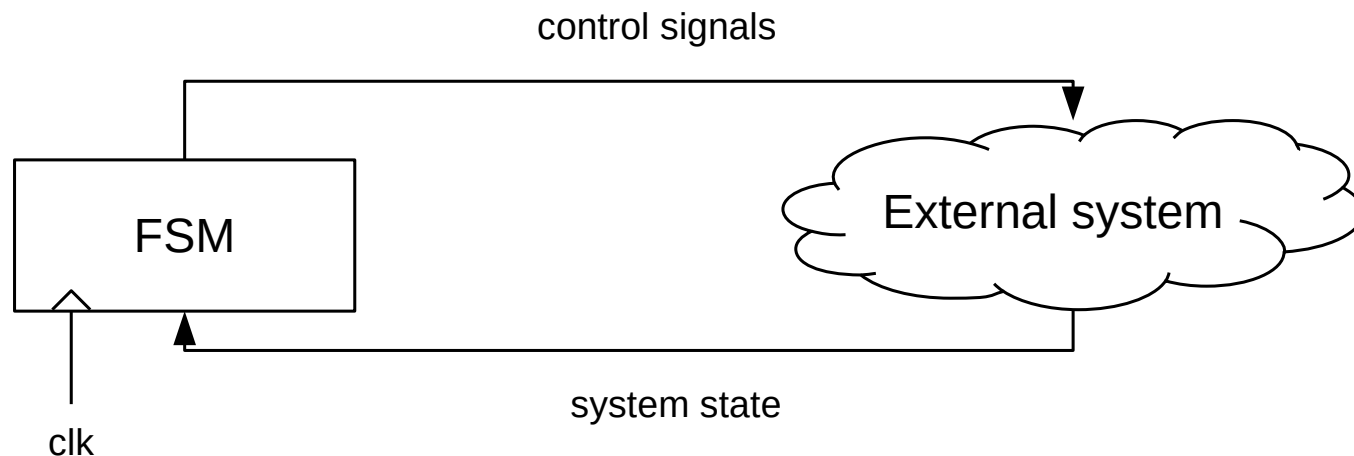 control signals
FSM
External system
system state
clk